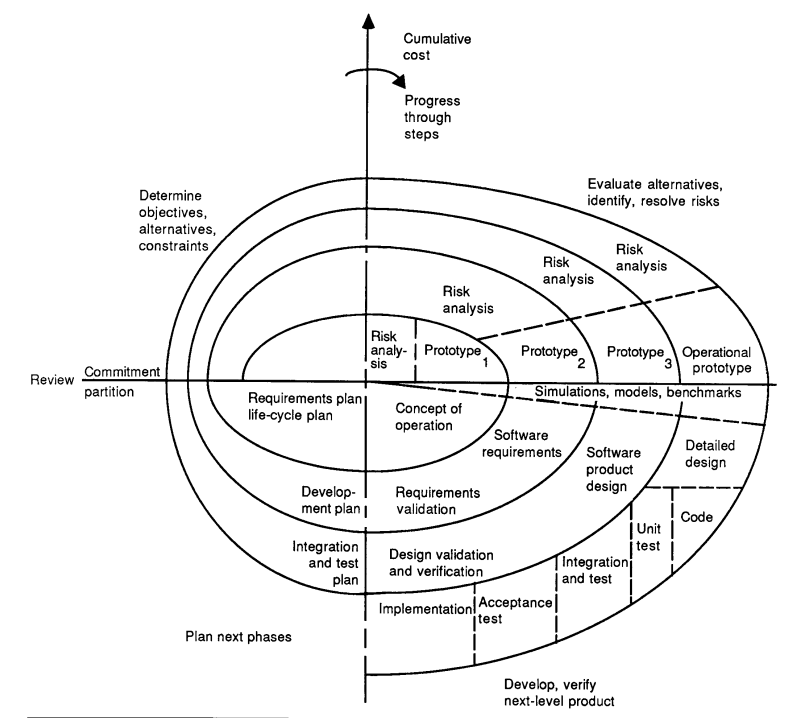 Cumulative
cost
Progress
through
steps
Determine
objectives,
alternatives,
constraints
Evaluate alternatives,
identify, resolve risks
Risk
analysis
Risk
analysis
Risk
analysis
Risk
analy-
sis
Prototype 1
Prototype 2
Prototype 3
Operational
prototype
Review
Commitment
partition
Simulations, models, benchmarks
Requirements plan
life-cycle plan
Concept of
operation
Software
requirements
Software
product
design
Detailed
design
Develop-
ment plan
Requirements
validation
Code
Unit
test
Integration
and test
plan
Design validation
and verification
Integration
and test
Implementation
Acceptance
test
Plan next phases
Develop, verify
next-level product